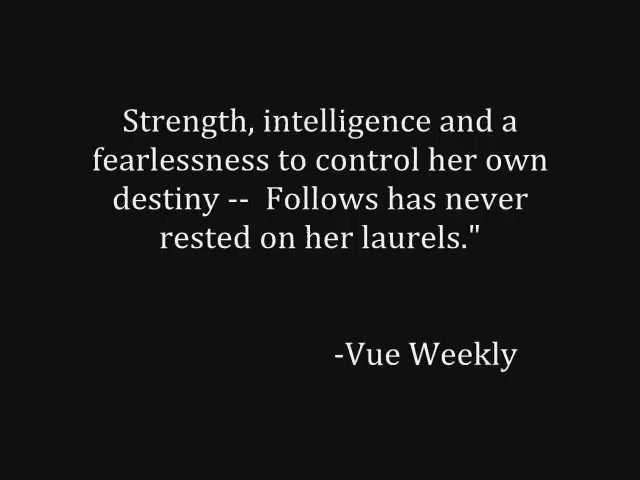 Strength, intelligence and a
fearlessness to control her own
destiny --  Follows has never
rested on her laurels."
-Vue Weekly